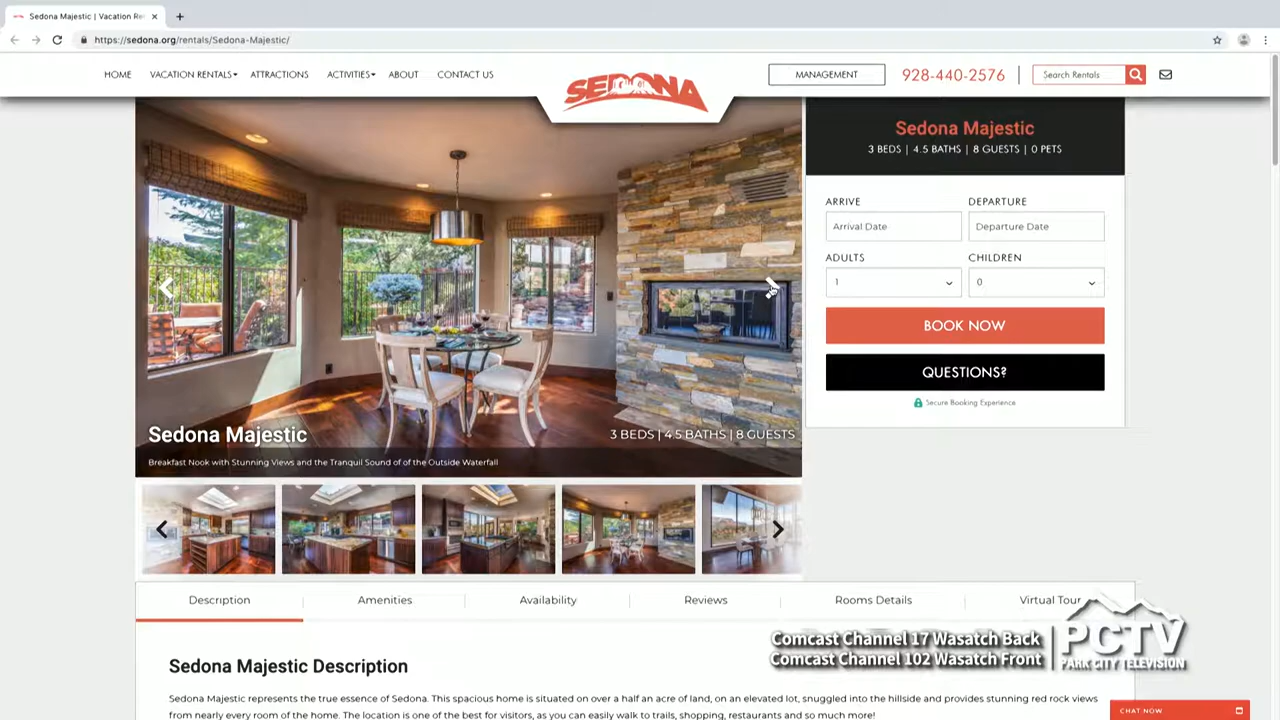 Sedona Majestic | Vacation Re
https://sedona.org/rentals/Sedona-Majestic/
HOME VACATION RENTALS ATTRACTIONS ACTIVITIES ABOUT CONTACT US
SEDONA
MANAGEMENT
928-440-2576
Search Rentals
Sedona Majestic
3 BEDS | 4.5 BATHS | 8 GUESTS | 0 PETS
ARRIVE DEPARTURE
Arrival Date Departure Date
ADULTS CHILDREN
1 0
BOOK NOW
QUESTIONS?
Secure Booking Experience
Sedona Majestic
3 BEDS | 4.5 BATHS | 8 GUESTS
Breakfast Nook with Stunning Views and the Tranquil Sound of of the Outside Waterfall
Description Amenities Availability Reviews Rooms Details Virtual Tour
Comcast Channel 17 Wasatch Back
Comcast Channel 102 Wasatch Front
PCTV
PARK CITY TELEVISION
Sedona Majestic Description
Sedona Majestic represents the true essence of Sedona. This spacious home is situated on over a half an acre of land, on an elevated lot, snuggled into the hillside and provides stunning red rock views
from nearly every room of the home. The location is one of the best for visitors, as you can easily walk to trails, shopping, restaurants and so much more!
CHAT NOW